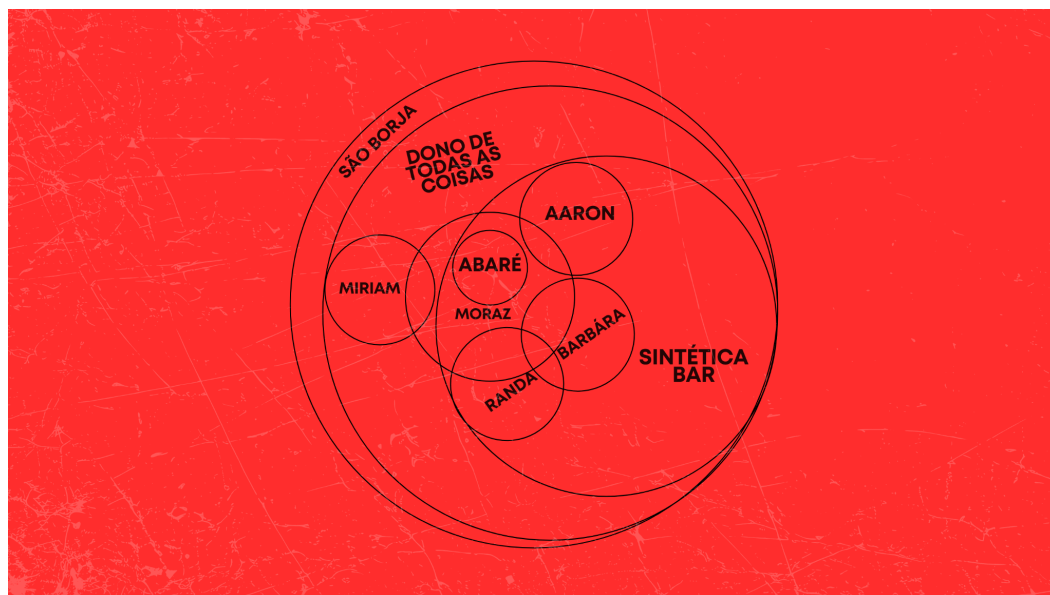 SÃO BORJA
DONO DE
TODAS AS
COISAS
AARON
ABARÉ
MIRIAM
MORAZ
BARBÁRA
SINTÉTICA
BAR
RANDA